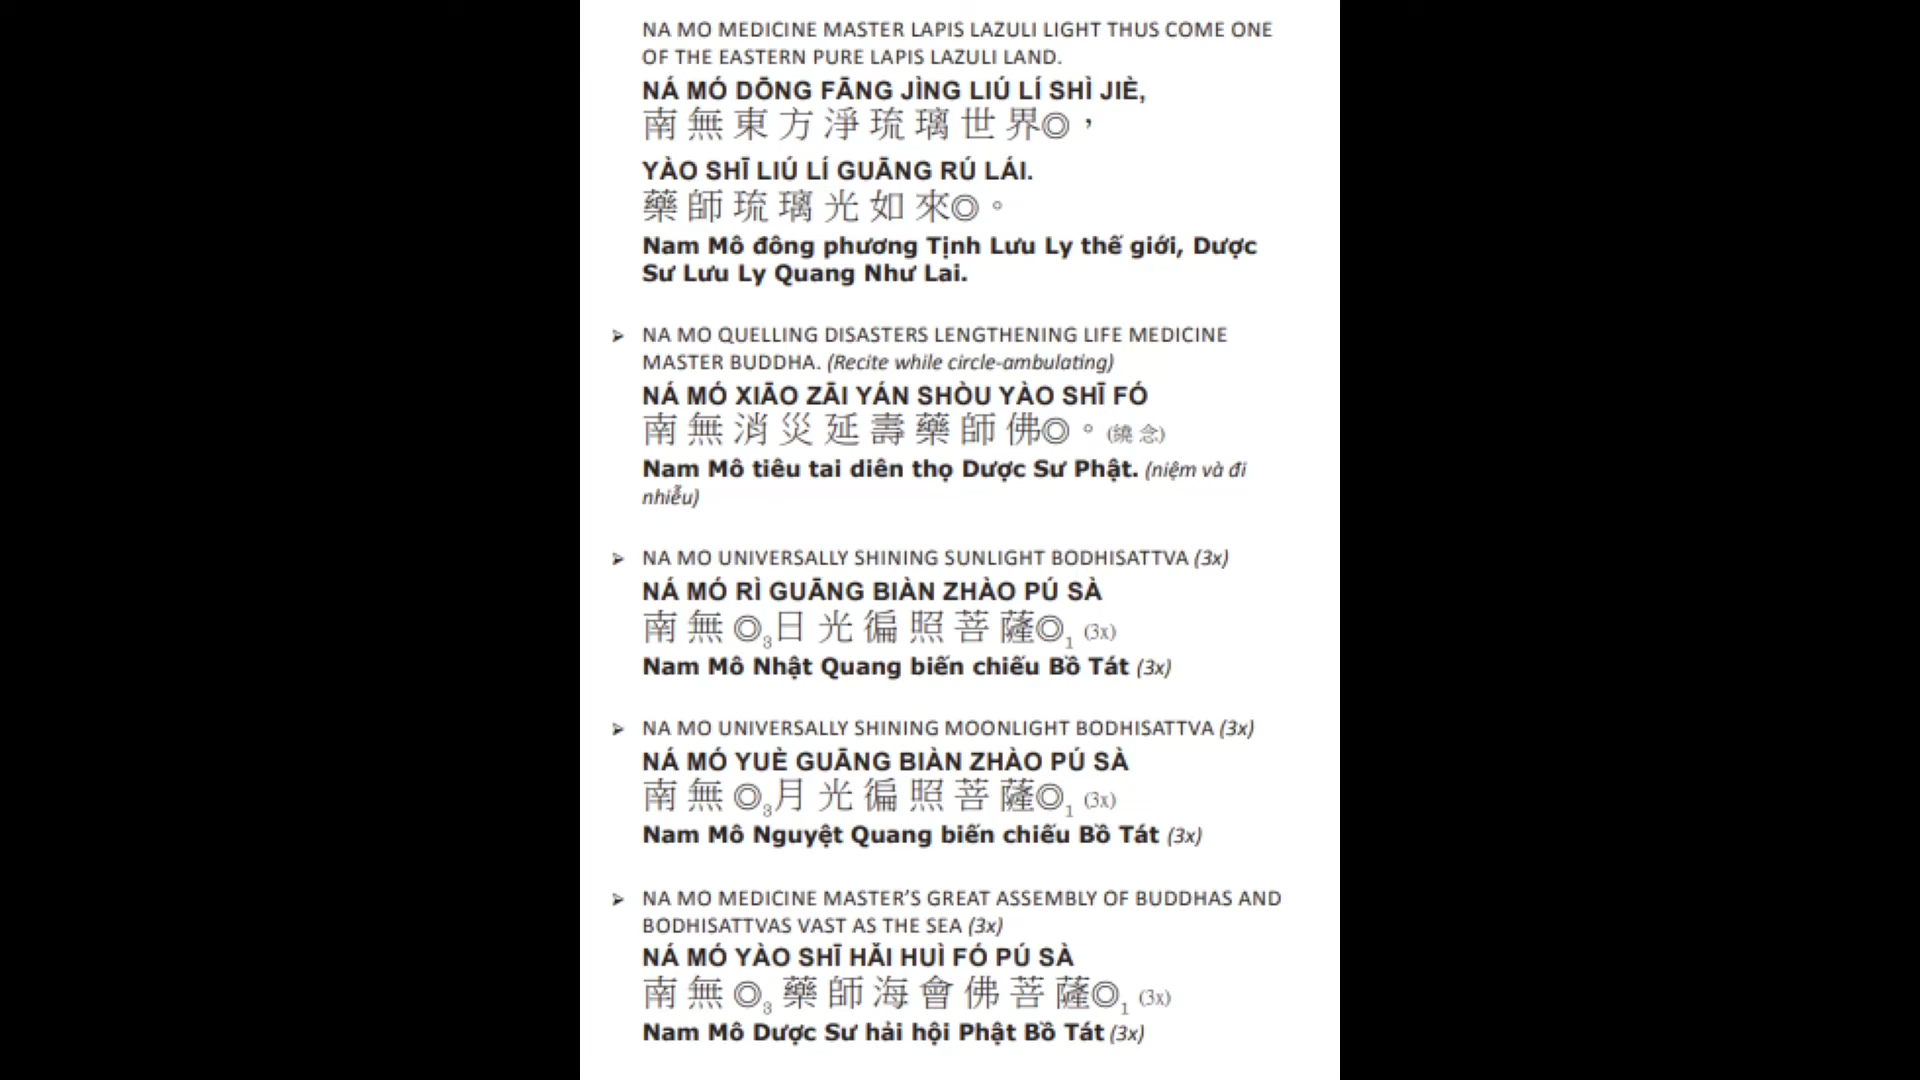 NA MO MEDICINE MASTER LAPIS LAZULI LIGHT THUS COME ONE
OF THE EASTERN PURE LAPIS LAZULI LAND.
NÁ MÓ DŌNG FĀNG JÌNG LIÚ LÍ SHÌ JIÈ,
南無東方淨琉璃世界◎，
YÀO SHĪ LIÚ LÍ GUĀNG RÚ LÁI.
藥師琉璃光如來◎。
Nam Mô đông phương Tịnh Lưu Ly thế giới, Dược
Sư Lưu Ly Quang Như Lai.
➢ NA MO QUELLING DISASTERS LENGTHENING LIFE MEDICINE
MASTER BUDDHA. (Recite while circle-ambulating)
NÁ MÓ XIĀO ZĀI YÁN SHÒU YÀO SHĪ FÓ
南無消災延壽藥師佛◎。(繞念)
Nam Mô tiêu tai diên thọ Dược Sư Phật. (niệm và đi
nhiễu)
➢ NA MO UNIVERSALLY SHINING SUNLIGHT BODHISATTVA (3x)
NÁ MÓ RÌ GUĀNG BIÀN ZHÀO PÚ SÀ
南無◎3日光徧照菩薩◎1 (3x)
Nam Mô Nhật Quang biến chiếu Bồ Tát (3x)
➢ NA MO UNIVERSALLY SHINING MOONLIGHT BODHISATTVA (3x)
NÁ MÓ YUÈ GUĀNG BIÀN ZHÀO PÚ SÀ
南無◎3月光徧照菩薩◎1 (3x)
Nam Mô Nguyệt Quang biến chiếu Bồ Tát (3x)
➢ NA MO MEDICINE MASTER’S GREAT ASSEMBLY OF BUDDHAS AND
BODHISATTVAS VAST AS THE SEA (3x)
NÁ MÓ YÀO SHĪ HǍI HUÌ FÓ PÚ SÀ
南無◎3藥師海會佛菩薩◎1 (3x)
Nam Mô Dược Sư hải hội Phật Bồ Tát (3x)